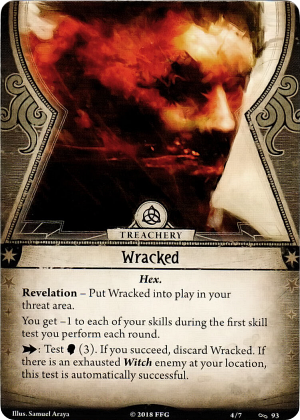 TREACHERY
Wracked
Hex.
Revelation – Put Wracked into play in your
threat area.
You get –1 to each of your skills during the first skill
test you perform each round.
: Test (3). If you succeed, discard Wracked. If
there is an exhausted Witch enemy at your location,
this test is automatically successful.
Illus. Samuel Araya © 2018 FFG 4/7 93